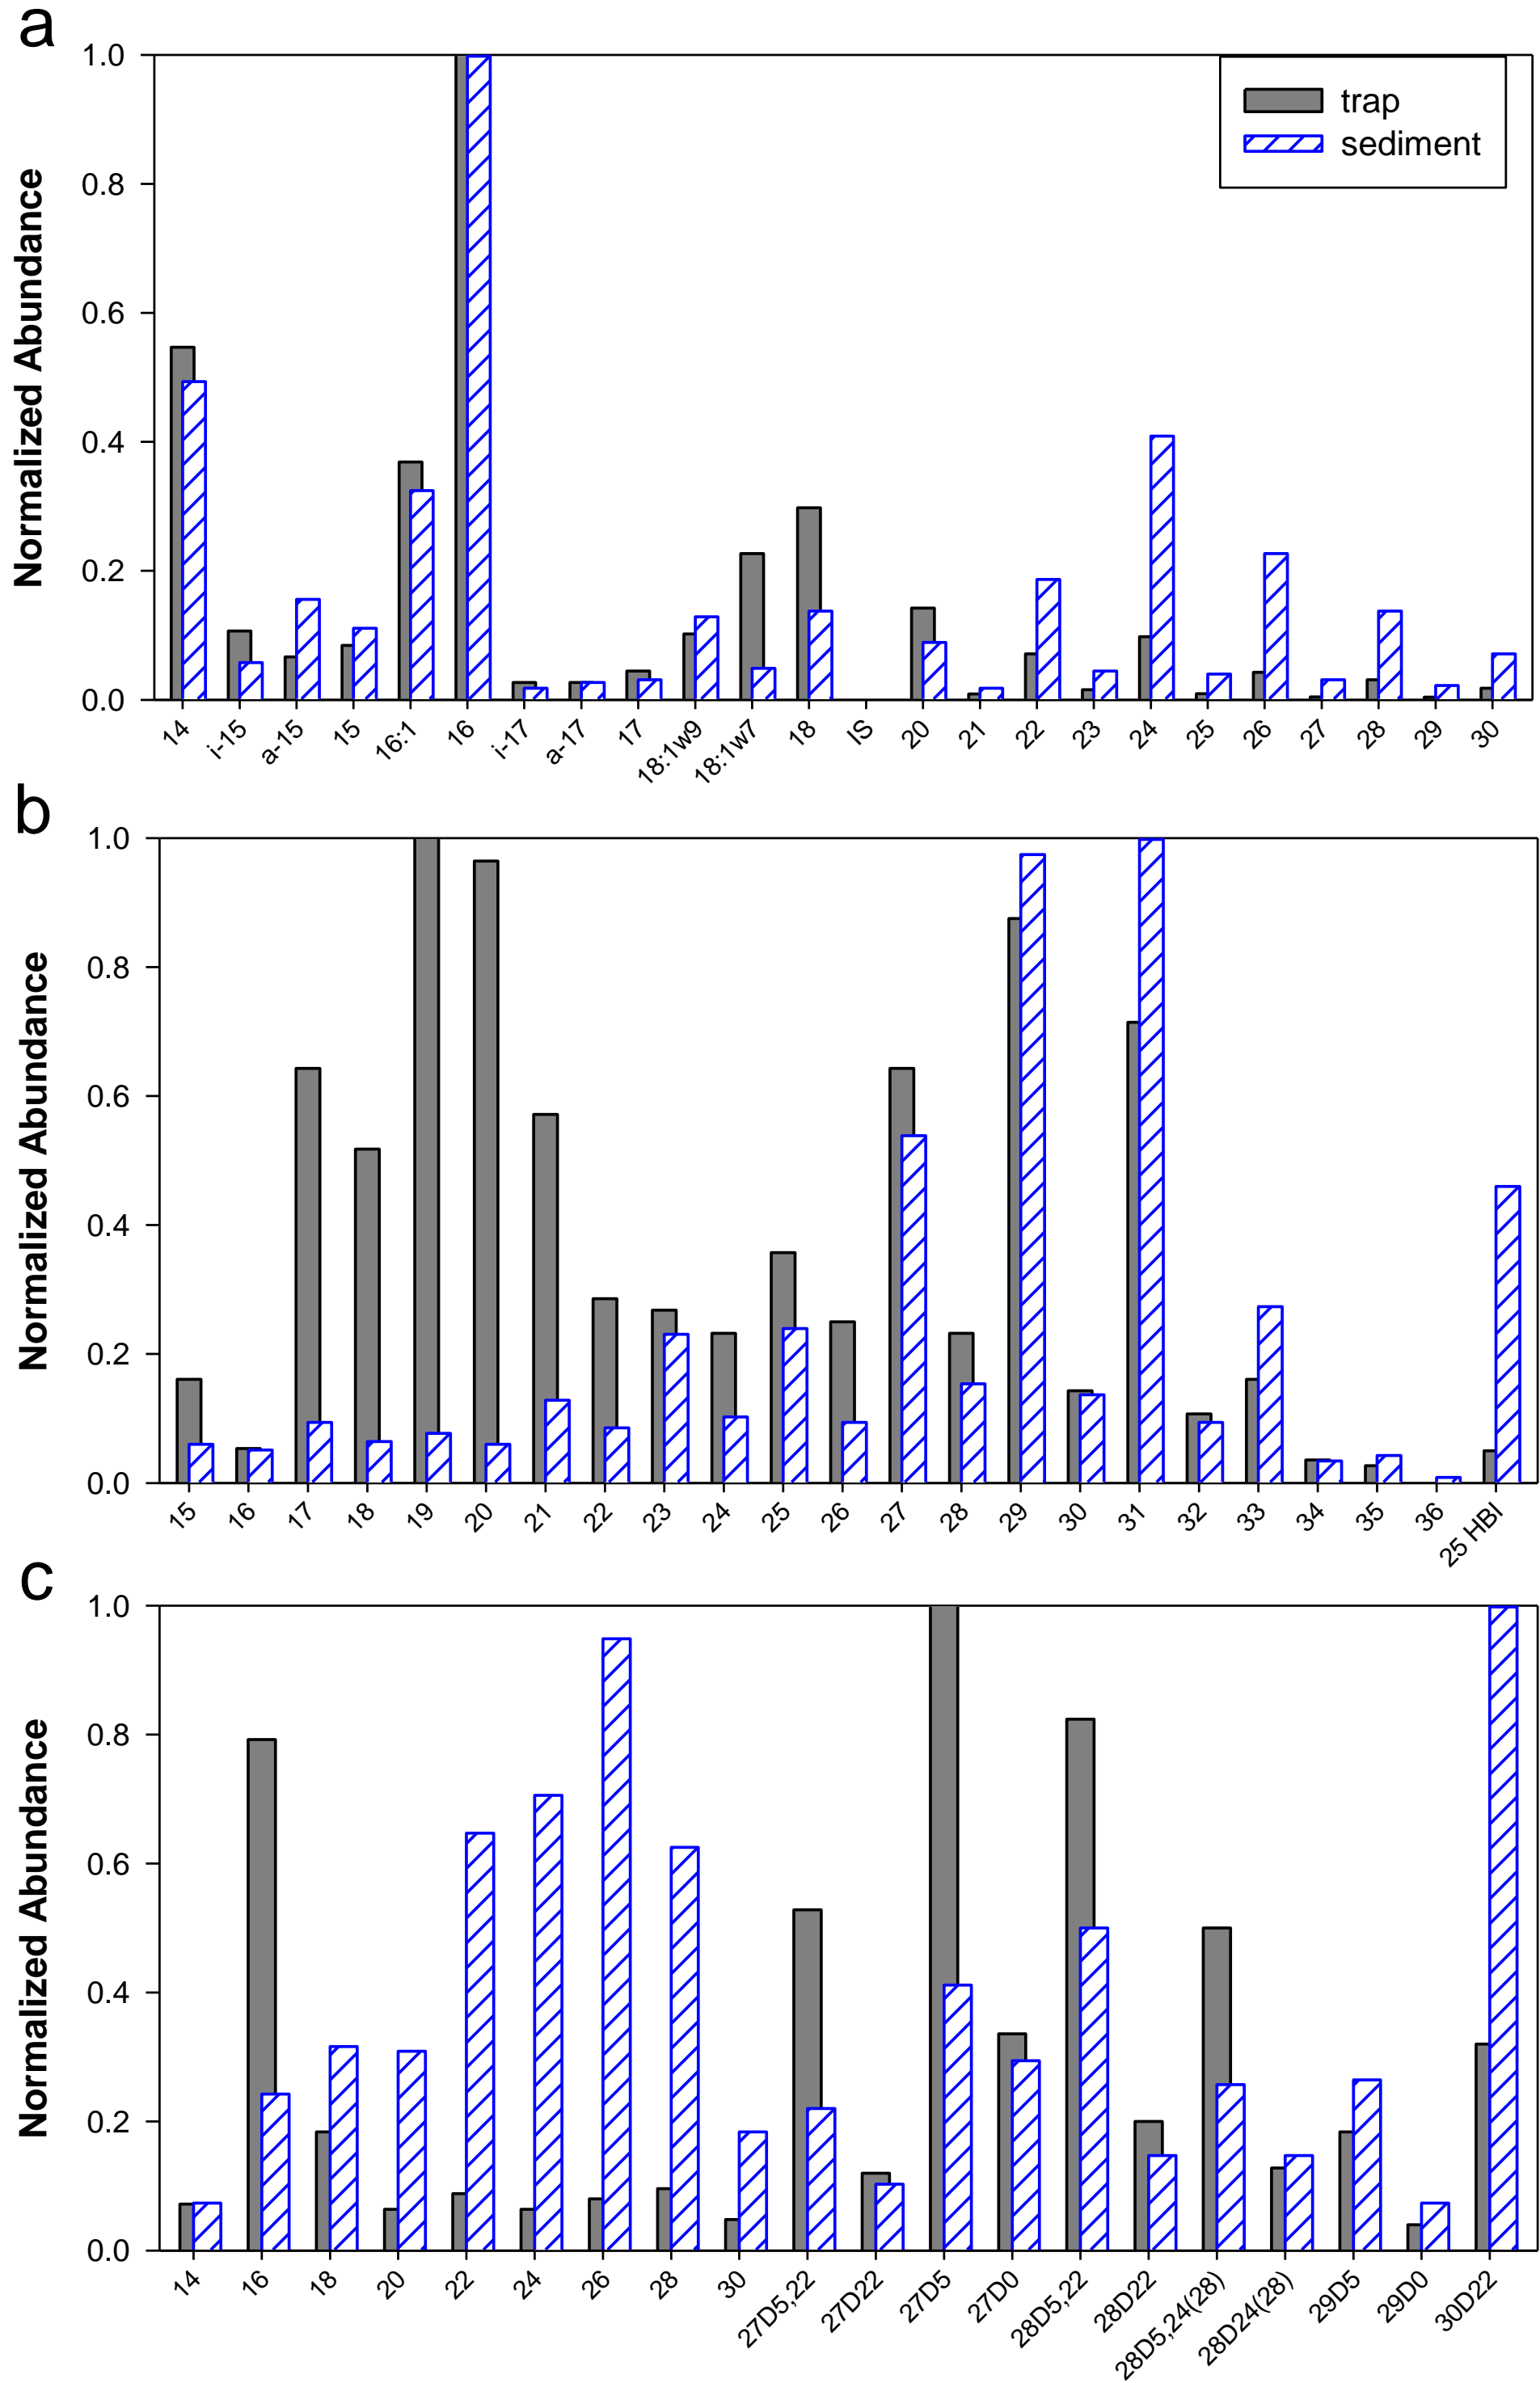 a
Normalized Abundance
1.0
0.8
0.6
0.4
0.2
0.0
trap
sediment
14 i-15 a-15 15 16:1 16 i-17 a-17 17 18:1w9 18:1w7 18 IS 20 21 22 23 24 25 26 27 28 29 30
b
Normalized Abundance
1.0
0.8
0.6
0.4
0.2
0.0
15 16 17 18 19 20 21 22 23 24 25 26 27 28 29 30 31 32 33 34 35 36 25 HBI
c
Normalized Abundance
1.0
0.8
0.6
0.4
0.2
0.0
14 16 18 20 22 24 26 28 30 27D5,22 27D22 27D5 27D0 28D5,22 28D22 28D5,24(28) 28D24(28) 29D5 29D0 30D22